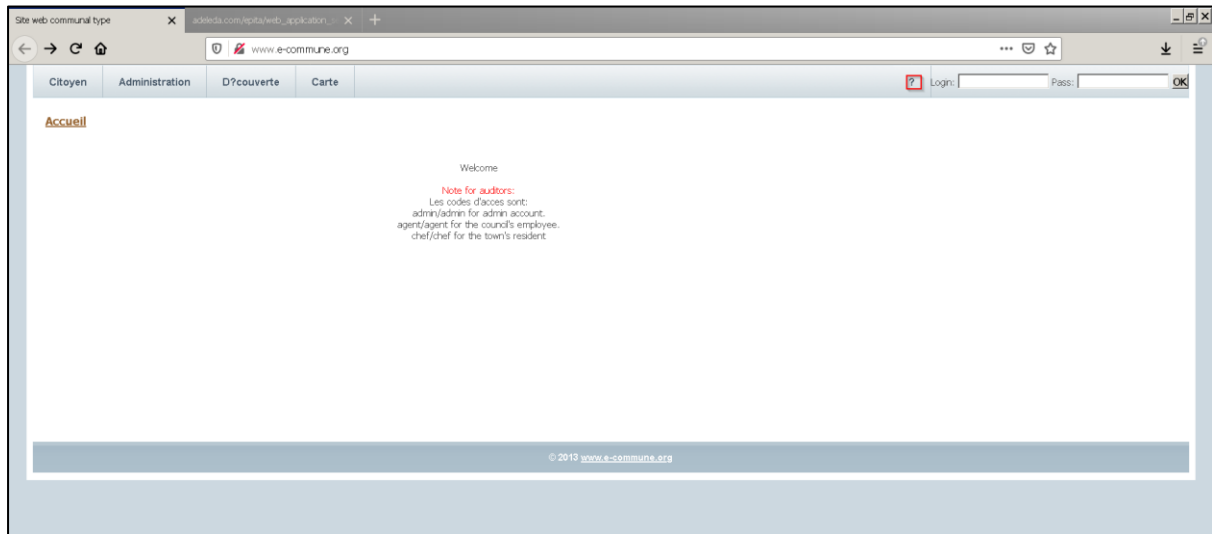 Site web communal type
adeleda.com/epita/web_application_
www.e-commune.org
Citoyen Administration D?couverte Carte ? Login: Pass: OK
Accueil
Welcome
Note for auditors:
Les codes d'acces sont:
admin/admin for admin account.
agent/agent for the council's employee.
chef/chef for the town's resident
© 2013 www.e-commune.org